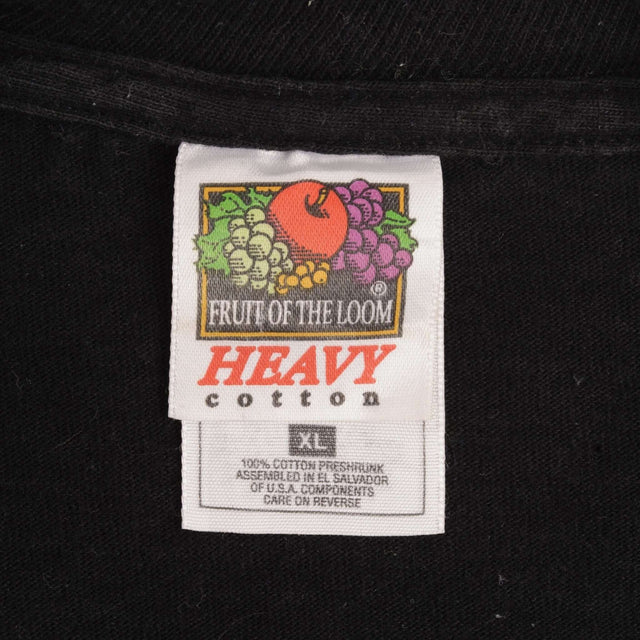 ®
FRUIT OF THE LOOM
HEAVY
cotton
XL
100% COTTON PRESHRUNK
ASSEMBLED IN EL SALVADOR
OF U.S.A. COMPONENTS
CARE ON REVERSE